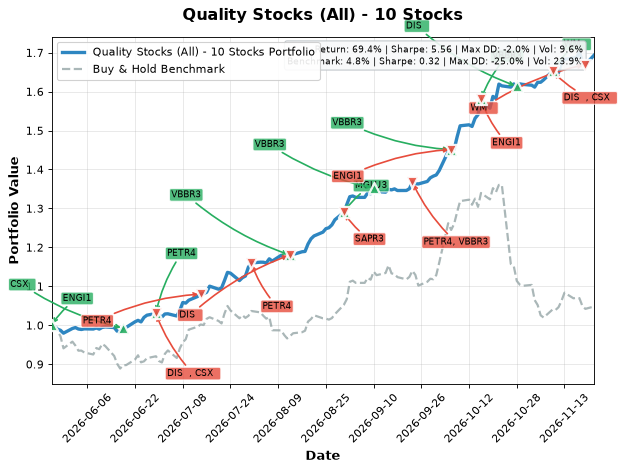 Quality Stocks (All) - 10 Stocks
DIS
Quality Stocks (All) - 10 Stocks Portfolio
Buy & Hold Benchmark
eturn: 69.4% | Sharpe: 5.56 | Max DD: -2.0% | Vol: 9.6%
Benchmark: 4.8% | Sharpe: 0.32 | Max DD: -25.0% | Vol: 23.9%
DIS , CSX
WM
VBBR3
ENGI1
VBBR3
ENGI1
MGLU3
VBBR3
SAPR3
PETR4, VBBR3
PETR4
CSX
ENGI1
PETR4
DIS
PETR4
DIS , CSX
1.7
1.6
1.5
1.4
1.3
1.2
1.1
1.0
0.9
Portfolio Value
2026-06-06
2026-06-22
2026-07-08
2026-07-24
2026-08-09
2026-08-25
2026-09-10
2026-09-26
2026-10-12
2026-10-28
2026-11-13
Date